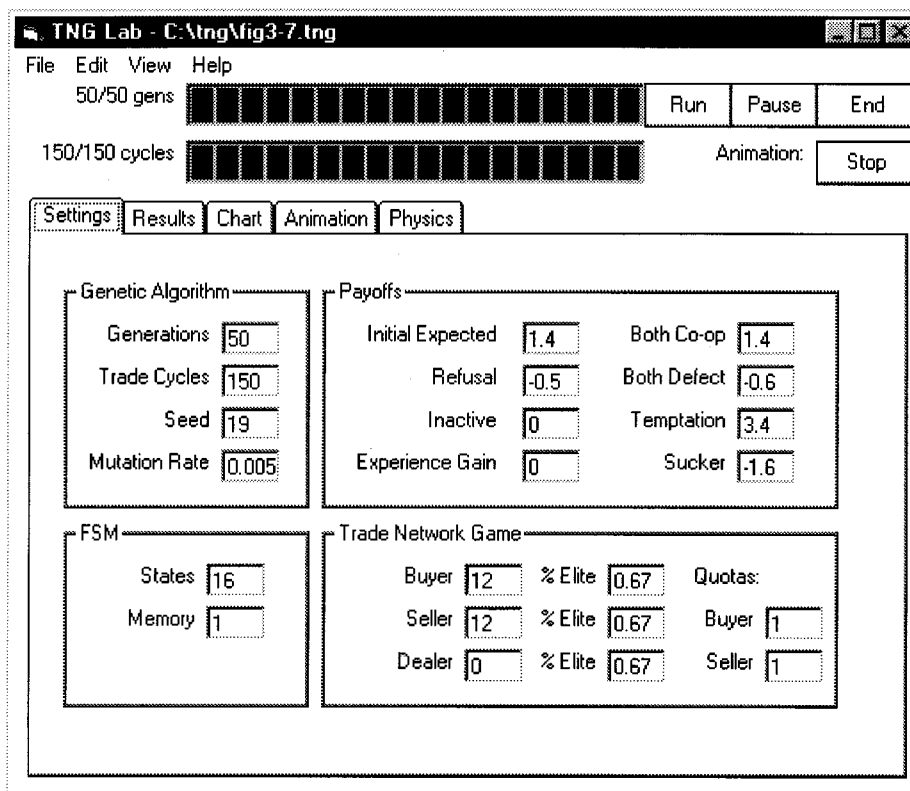 TNG Lab - C:\tng\fig3-7.tng
File Edit View Help
50/50 gens Run Pause End
150/150 cycles Animation: Stop
Settings Results Chart Animation Physics
Genetic Algorithm
Generations 50
Trade Cycles 150
Seed 19
Mutation Rate 0.005
Payoffs
Initial Expected 1.4 Both Co-op 1.4
Refusal -0.5 Both Defect -0.6
Inactive 0 Temptation 3.4
Experience Gain 0 Sucker -1.6
FSM
States 16
Memory 1
Trade Network Game
Buyer 12 % Elite 0.67 Quotas:
Seller 12 % Elite 0.67 Buyer 1
Dealer 0 % Elite 0.67 Seller 1